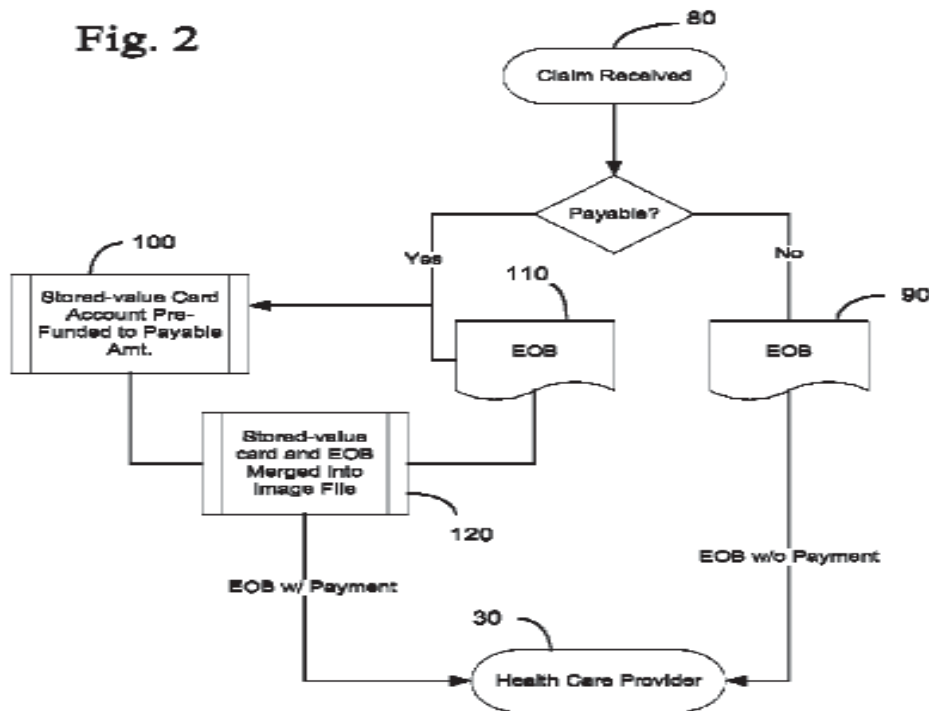 Fig. 2
80
Claim Received
Payable?
Yes
No
100
Stored-value Card
Account Pre-
Funded to Payable
Amt.
110
EOB
90
EOB
Stored-value
card and EOB
Merged Into
Image File
120
EOB w/ Payment
EOB w/o Payment
30
Health Care Provider